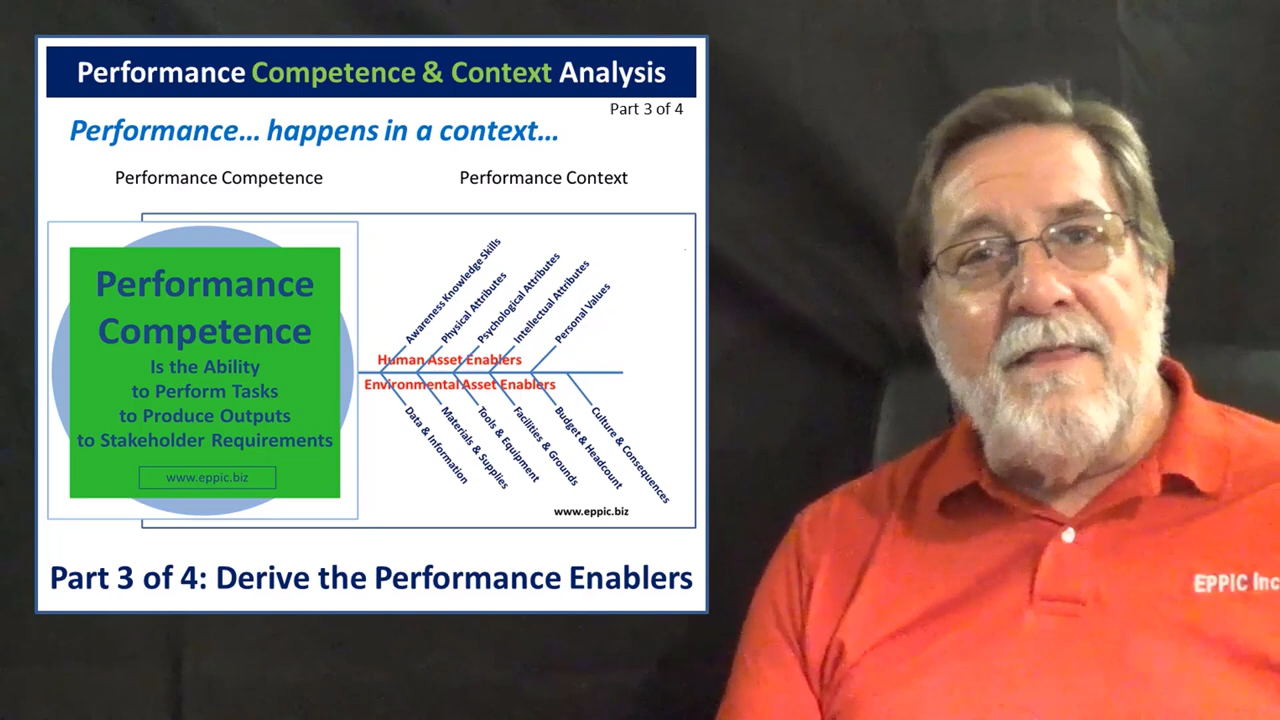 Performance Competence & Context Analysis
Part 3 of 4
Performance... happens in a context...
Performance Competence
Performance Context
Performance
Competence
Is the Ability
to Perform Tasks
to Produce Outputs
to Stakeholder Requirements
www.eppic.biz
Awareness Knowledge Skills
Physical Attributes
Psychological Attributes
Intellectual Attributes
Personal Values
Human Asset Enablers
Environmental Asset Enablers
Data & Information
Materials & Supplies
Tools & Equipment
Facilities & Grounds
Budget & Headcount
Culture & Consequences
www.eppic.biz
Part 3 of 4: Derive the Performance Enablers
EPPIC Inc